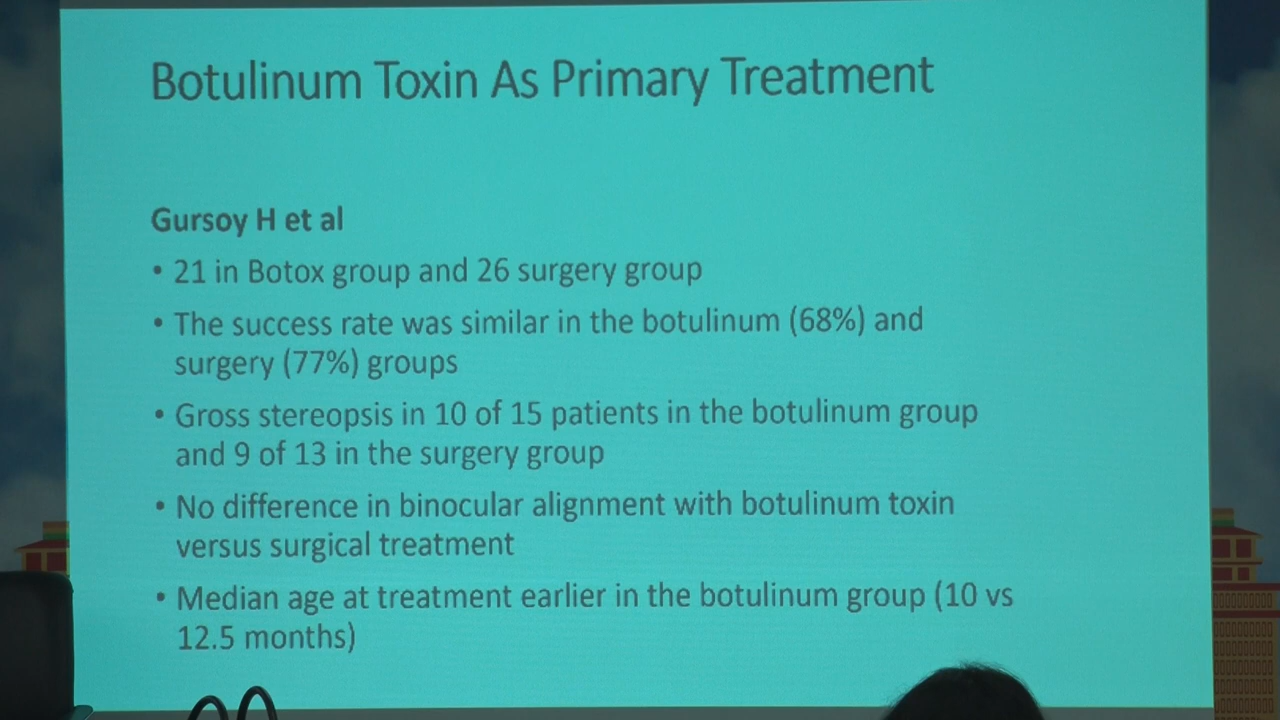 Botulinum Toxin As Primary Treatment
Gursoy H et al
• 21 in Botox group and 26 surgery group
• The success rate was similar in the botulinum (68%) and
surgery (77%) groups
• Gross stereopsis in 10 of 15 patients in the botulinum group
and 9 of 13 in the surgery group
• No difference in binocular alignment with botulinum toxin
versus surgical treatment
• Median age at treatment earlier in the botulinum group (10 vs
12.5 months)